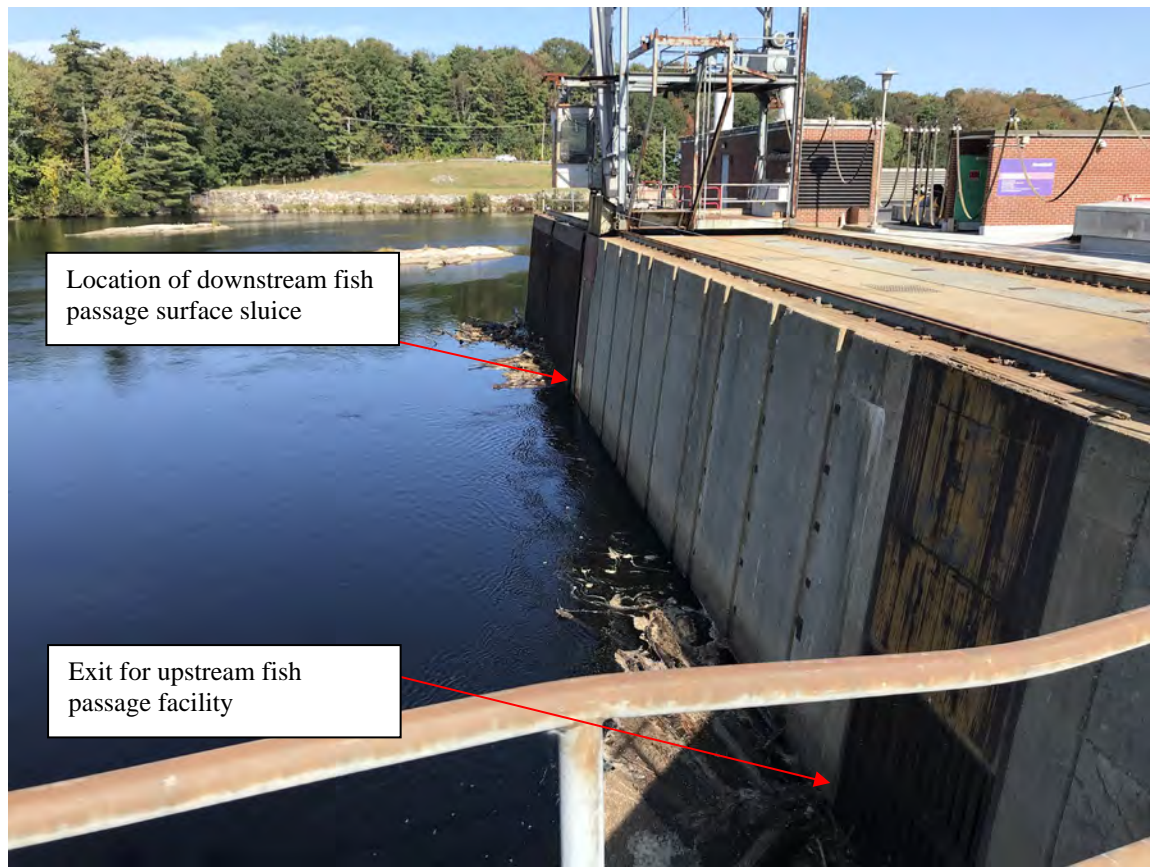 Location of downstream fish
passage surface sluice
Exit for upstream fish
passage facility